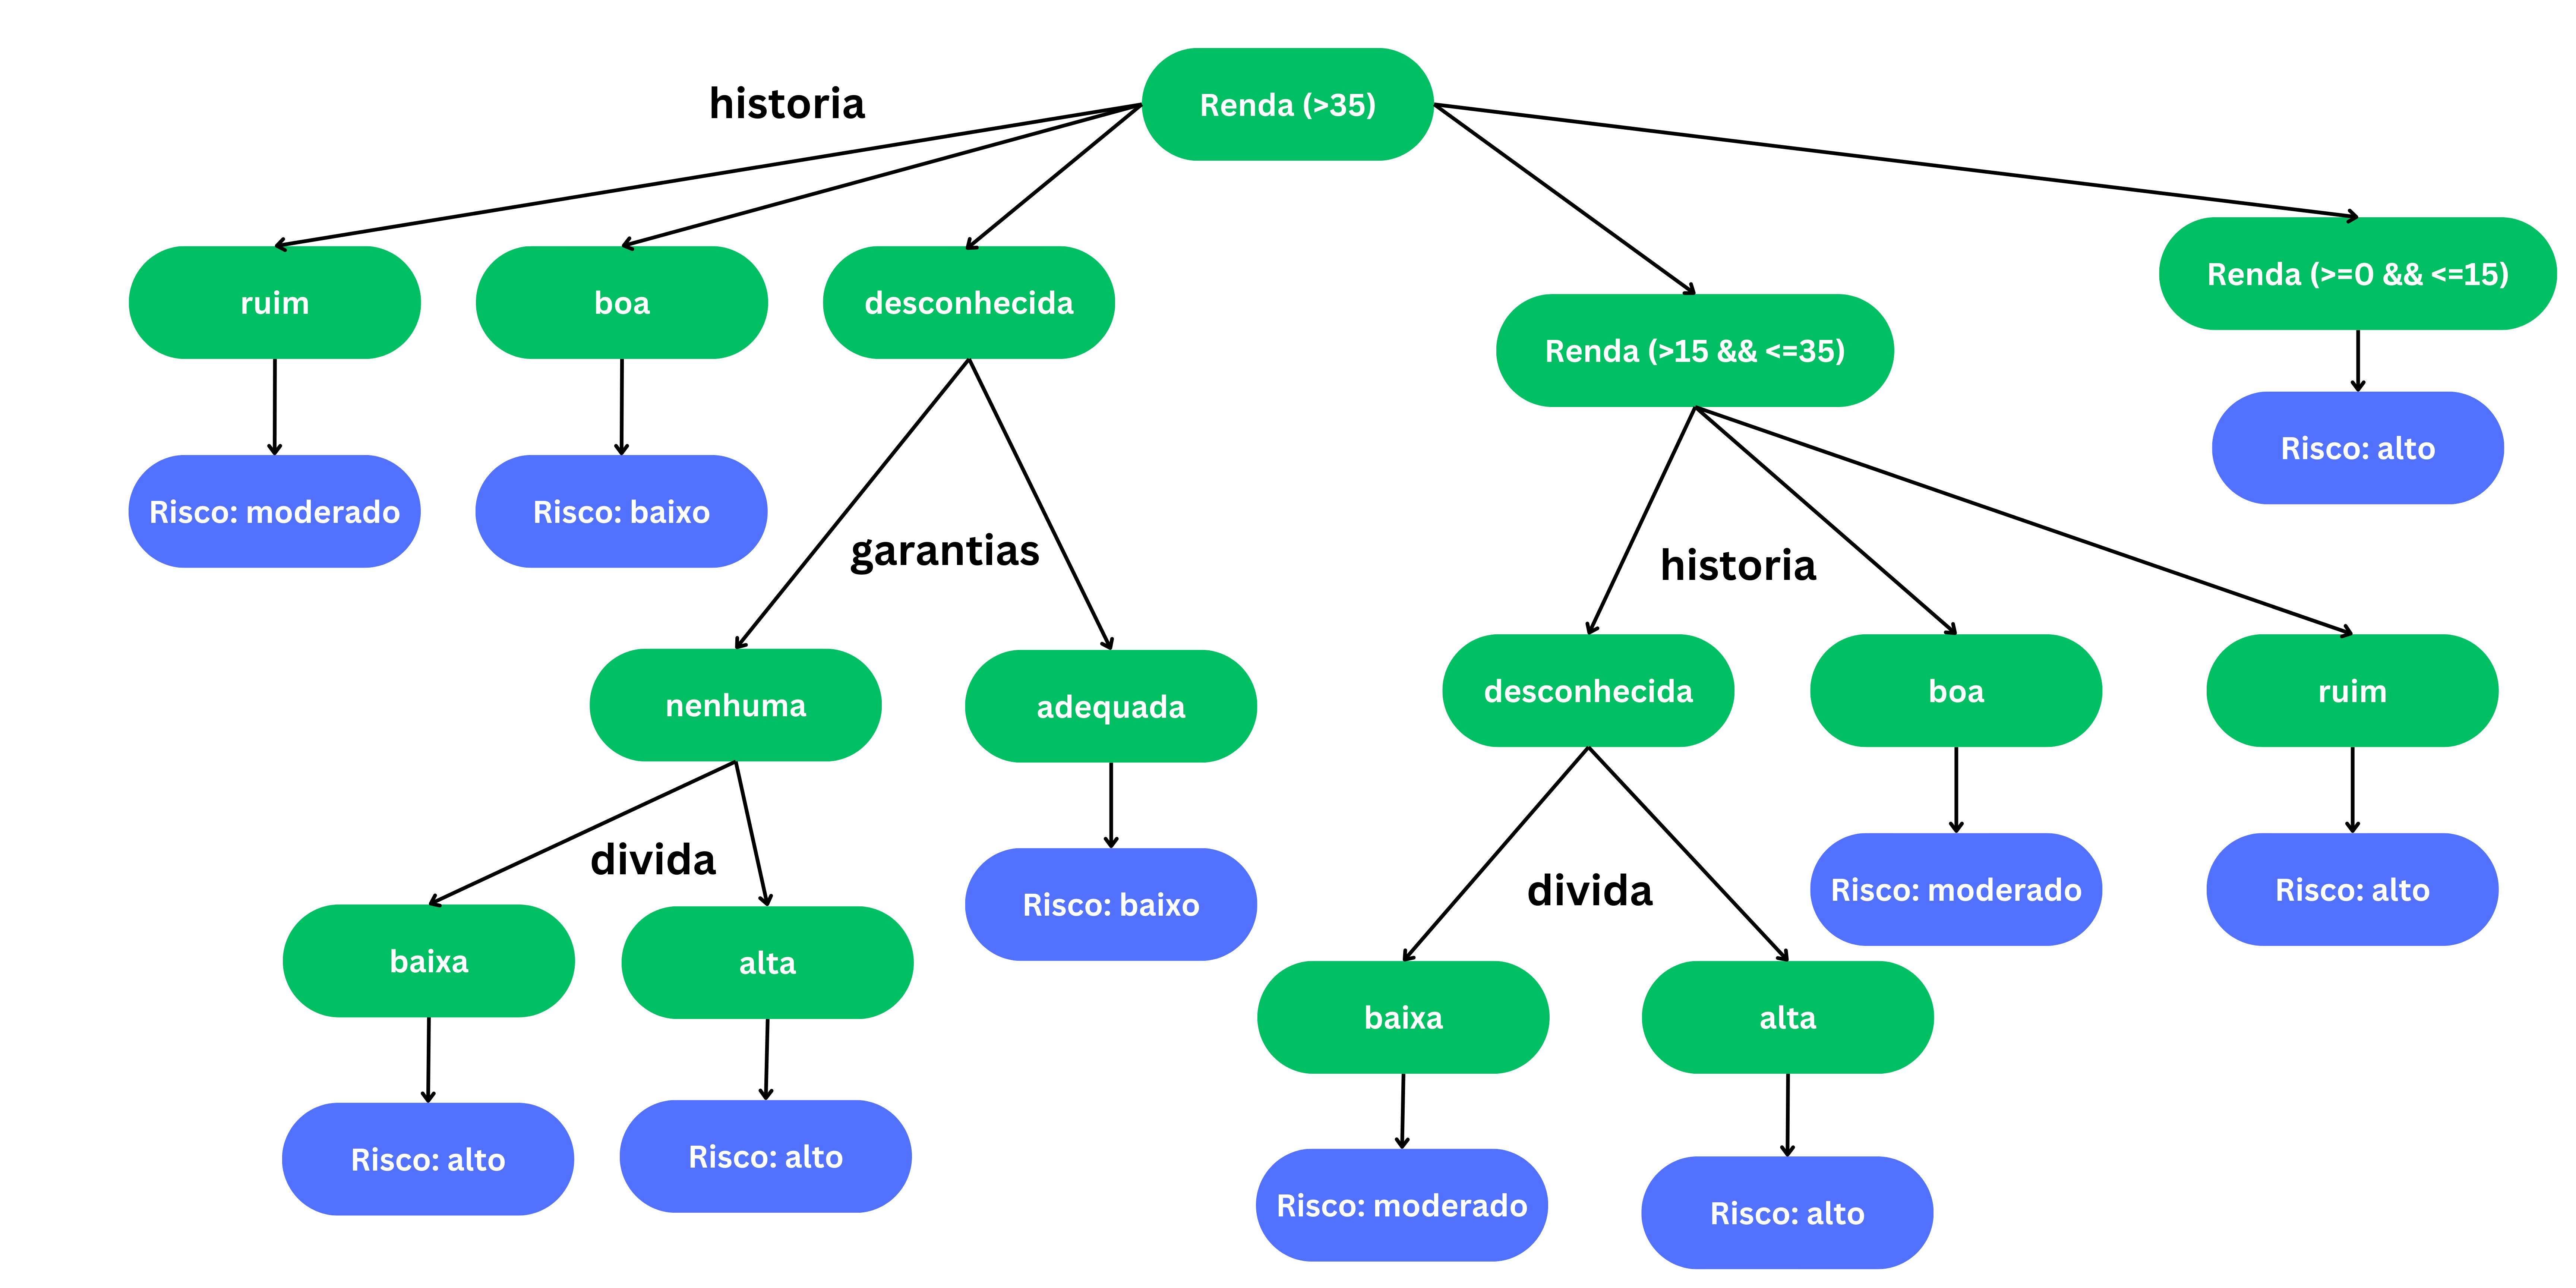 historia
Renda (>35)
ruim
boa
desconhecida
Renda (>15 && <=35)
Renda (>=0 && <=15)
Risco: alto
Risco: moderado
Risco: baixo
garantias
historia
nenhuma
adequada
desconhecida
boa
ruim
divida
Risco: baixo
divida
Risco: moderado
Risco: alto
baixa
alta
baixa
alta
Risco: alto
Risco: alto
Risco: moderado
Risco: alto